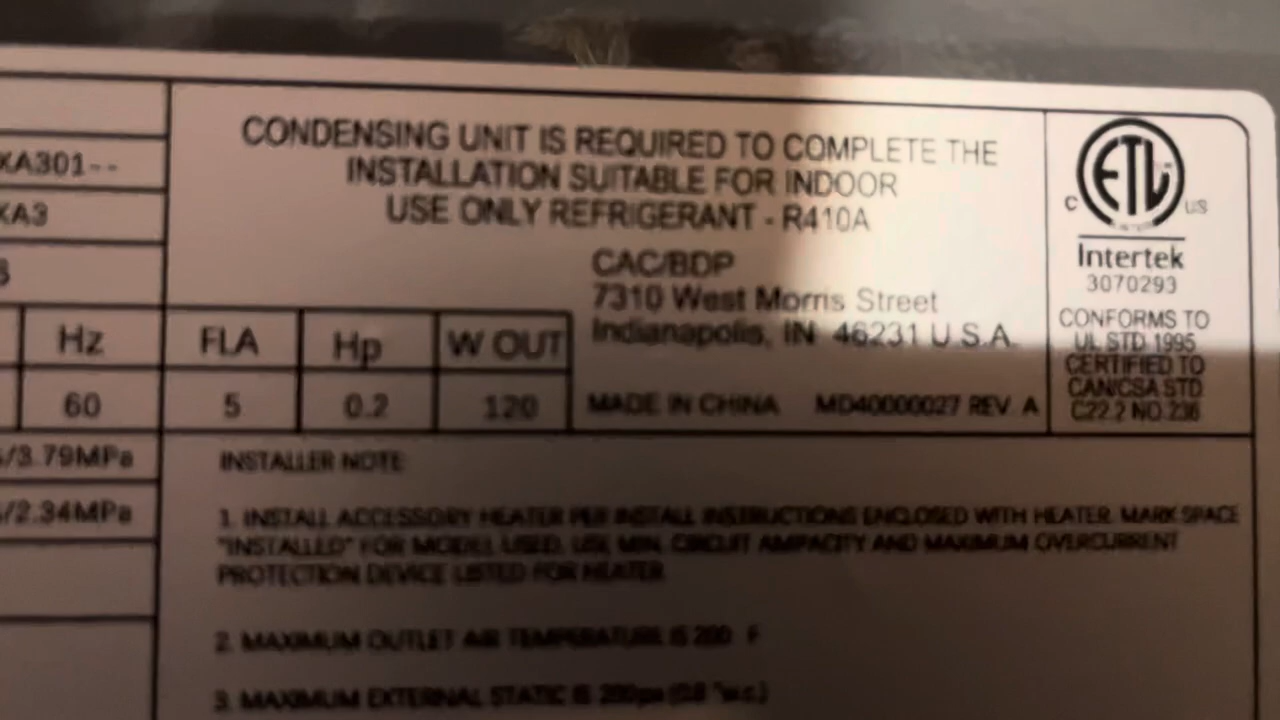 CONDENSING UNIT IS REQUIRED TO COMPLETE THE
INSTALLATION SUITABLE FOR INDOOR
USE ONLY REFRIGERANT - R410A
CAC/BDP
7310 West Morris Street
Indianapolis, IN 46231 U.S.A.
MADE IN CHINA MD40000027 REV. A
ETL
C US
Intertek
3070293
CONFORMS TO
UL STD 1995
CERTIFIED TO
CAN/CSA STD
C22.2 NO.236
KA301--
KA3
Hz FLA Hp W OUT
60 5 0.2 120
/3.79MPa
/2.34MPa
INSTALLER NOTE:
1. INSTALL ACCESSORY HEATER PER INSTALL INSTRUCTIONS ENCLOSED WITH HEATER. MARK SPACE
"INSTALLED" FOR MODEL USED. USE MIN. CIRCUIT AMPACITY AND MAXIMUM OVERCURRENT
PROTECTION DEVICE LISTED FOR HEATER.
2. MAXIMUM OUTLET AIR TEMPERATURE IS 200 F
3. MAXIMUM EXTERNAL STATIC IS 200pa (0.8 "w.c.)